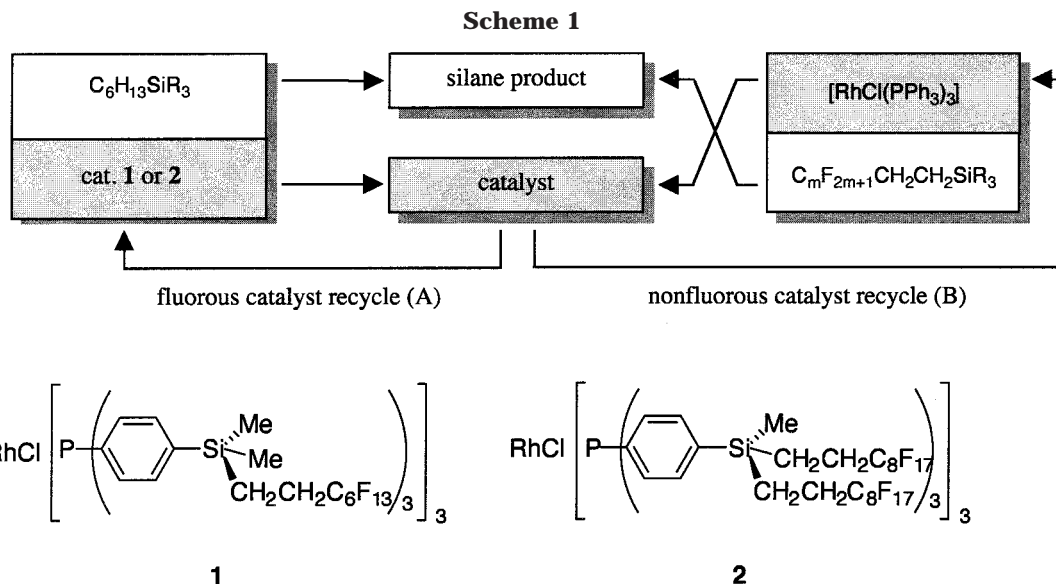 Scheme 1
C₆H₁₃SiR₃
cat. 1 or 2
silane product
catalyst
[RhCl(PPh₃)₃]
CₘF₂ₘ₊₁CH₂CH₂SiR₃
fluorous catalyst recycle (A)
nonfluorous catalyst recycle (B)
RhCl [P ( Si Me
Me
CH₂CH₂C₆F₁₃)₃]₃
RhCl [P ( Si Me
CH₂CH₂C₈F₁₇
CH₂CH₂C₈F₁₇)₃]₃
1
2